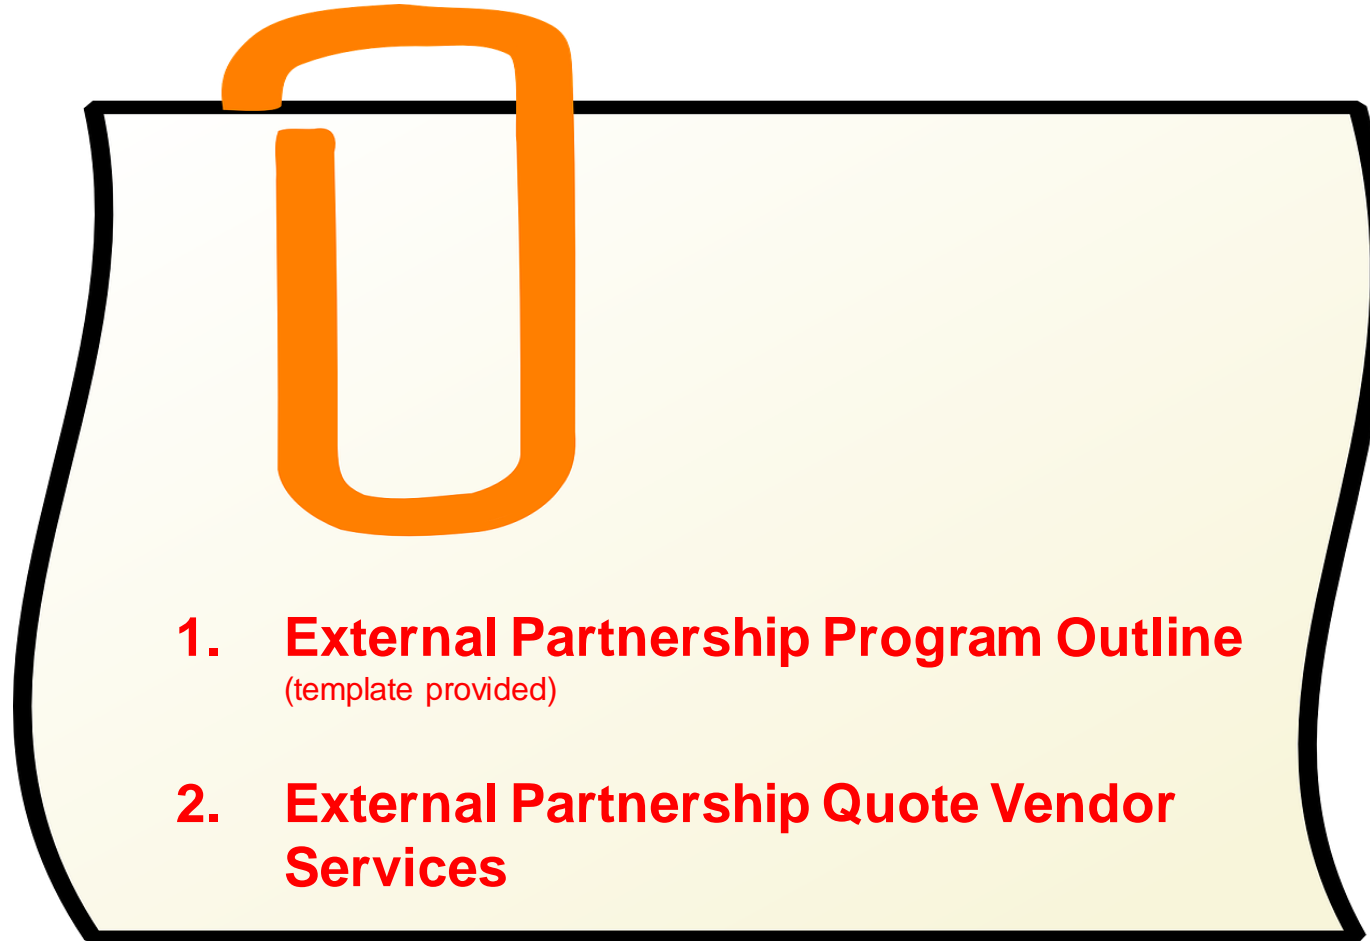 1. External Partnership Program Outline
(template provided)
2. External Partnership Quote Vendor
Services